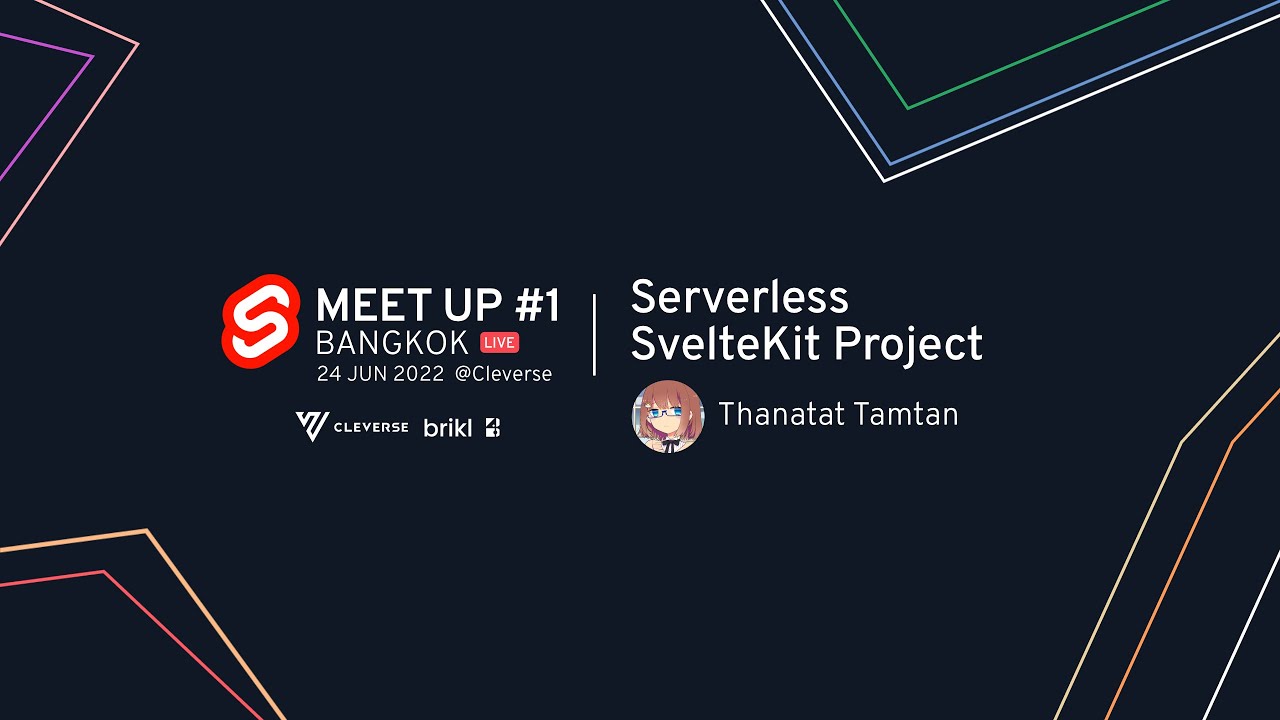 MEET UP #1
BANGKOK LIVE
24 JUN 2022 @Cleverse
CLEVERSE brikl
Serverless
SvelteKit Project
Thanatat Tamtan